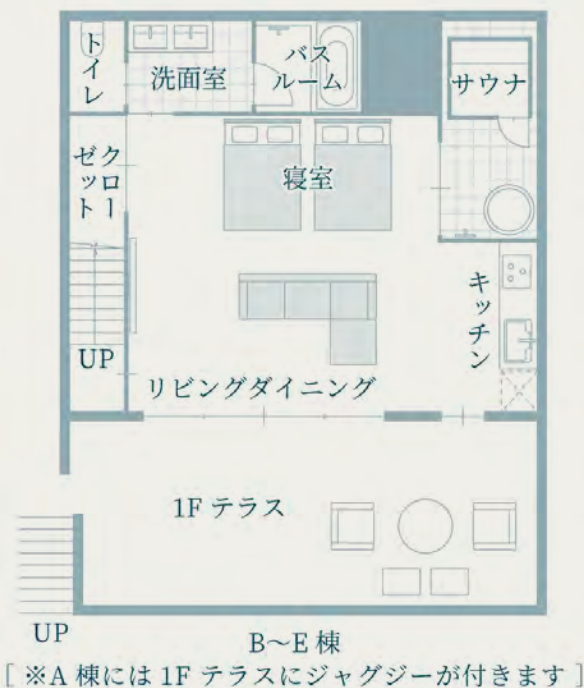 トイレ
洗面室
バス
ルーム
サウナ
クロー
ゼット
寝室
キッチン
UP
リビングダイニング
1F テラス
UP
B〜E 棟
[ ※A 棟には 1F テラスにジャグジーが付きます ]